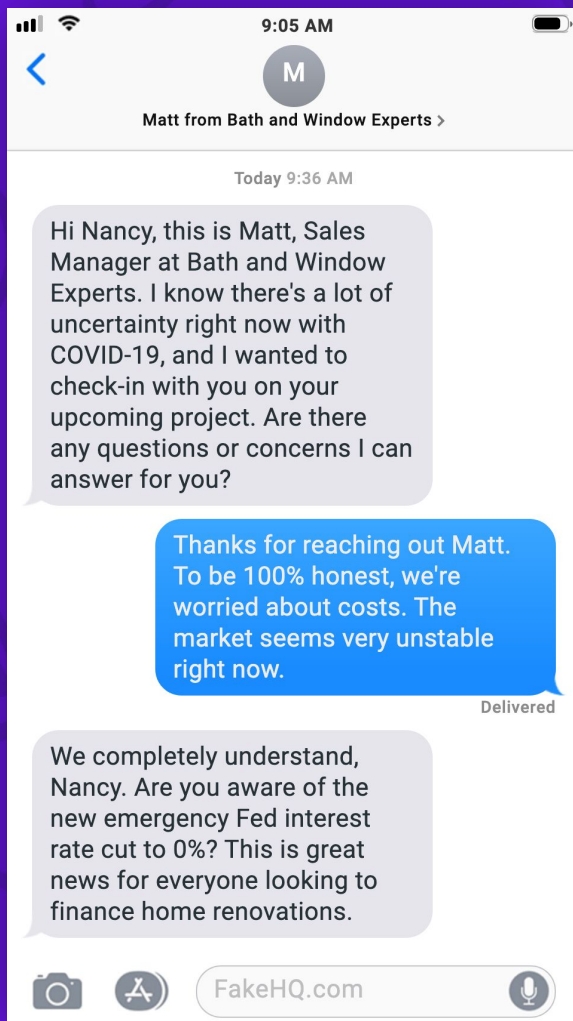 9:05 AM
M
Matt from Bath and Window Experts >
Today 9:36 AM
Hi Nancy, this is Matt, Sales
Manager at Bath and Window
Experts. I know there's a lot of
uncertainty right now with
COVID-19, and I wanted to
check-in with you on your
upcoming project. Are there
any questions or concerns I can
answer for you?
Thanks for reaching out Matt.
To be 100% honest, we're
worried about costs. The
market seems very unstable
right now.
Delivered
We completely understand,
Nancy. Are you aware of the
new emergency Fed interest
rate cut to 0%? This is great
news for everyone looking to
finance home renovations.
FakeHQ.com